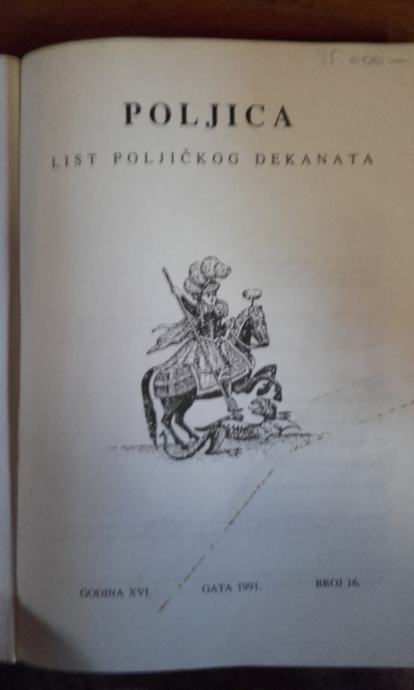 POLJICA
LIST POLJIČKOG DEKANATA
GODINA XVI. GATA 1991. BROJ 16.